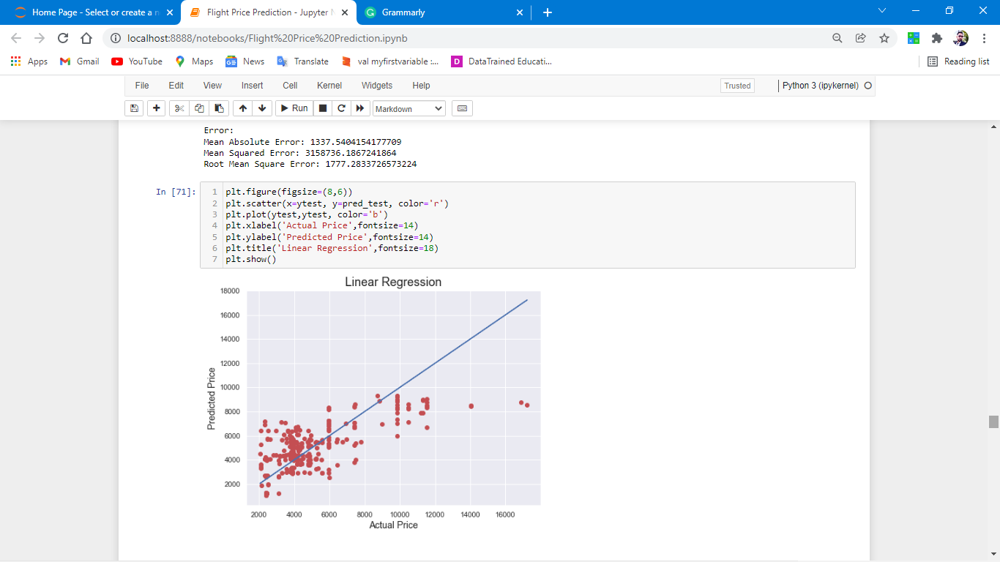 Home Page - Select or create a n
Flight Price Prediction - Jupyter N
Grammarly
localhost:8888/notebooks/Flight%20Price%20Prediction.ipynb
Apps Gmail YouTube Maps News Translate val myfirstvariable :... DataTrained Educati... Reading list
File Edit View Insert Cell Kernel Widgets Help Trusted Python 3 (ipykernel)
Run Markdown
Error:
Mean Absolute Error: 1337.5404154177709
Mean Squared Error: 3158736.1867241864
Root Mean Square Error: 1777.2833726573224
In [71]:
1 plt.figure(figsize=(8,6))
2 plt.scatter(x=ytest, y=pred_test, color='r')
3 plt.plot(ytest,ytest, color='b')
4 plt.xlabel('Actual Price',fontsize=14)
5 plt.ylabel('Predicted Price',fontsize=14)
6 plt.title('Linear Regression',fontsize=18)
7 plt.show()
Linear Regression
18000
16000
14000
12000
10000
8000
6000
4000
2000
Predicted Price
2000 4000 6000 8000 10000 12000 14000 16000
Actual Price